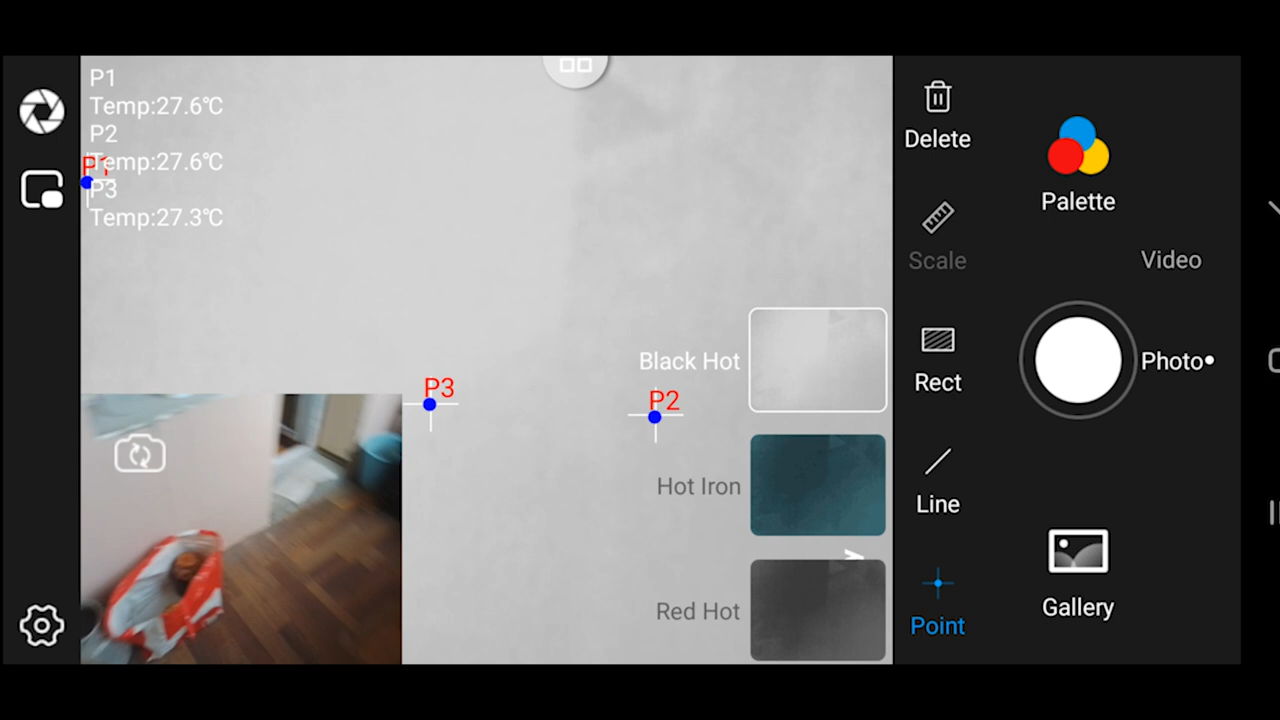 P1
Temp:27.6℃
P2
Temp:27.6℃
P3
Temp:27.3℃
P1
P3
P2
Black Hot
Hot Iron
Red Hot
Delete
Scale
Rect
Line
Point
Palette
Video
Photo
Gallery